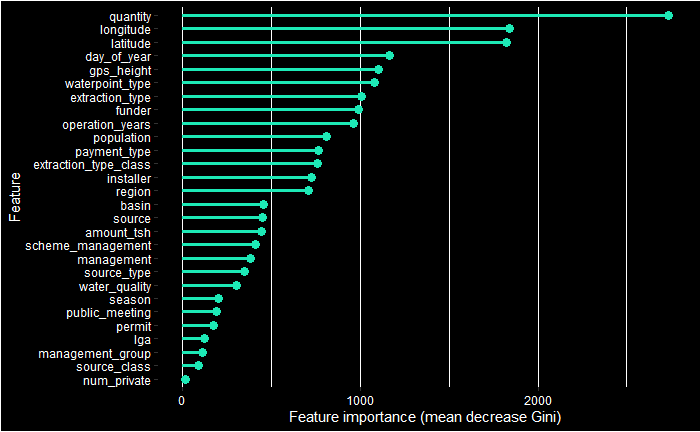 Feature
quantity
longitude
latitude
day_of_year
gps_height
waterpoint_type
extraction_type
funder
operation_years
population
payment_type
extraction_type_class
installer
region
basin
source
amount_tsh
scheme_management
management
source_type
water_quality
season
public_meeting
permit
lga
management_group
source_class
num_private
0 1000 2000
Feature importance (mean decrease Gini)